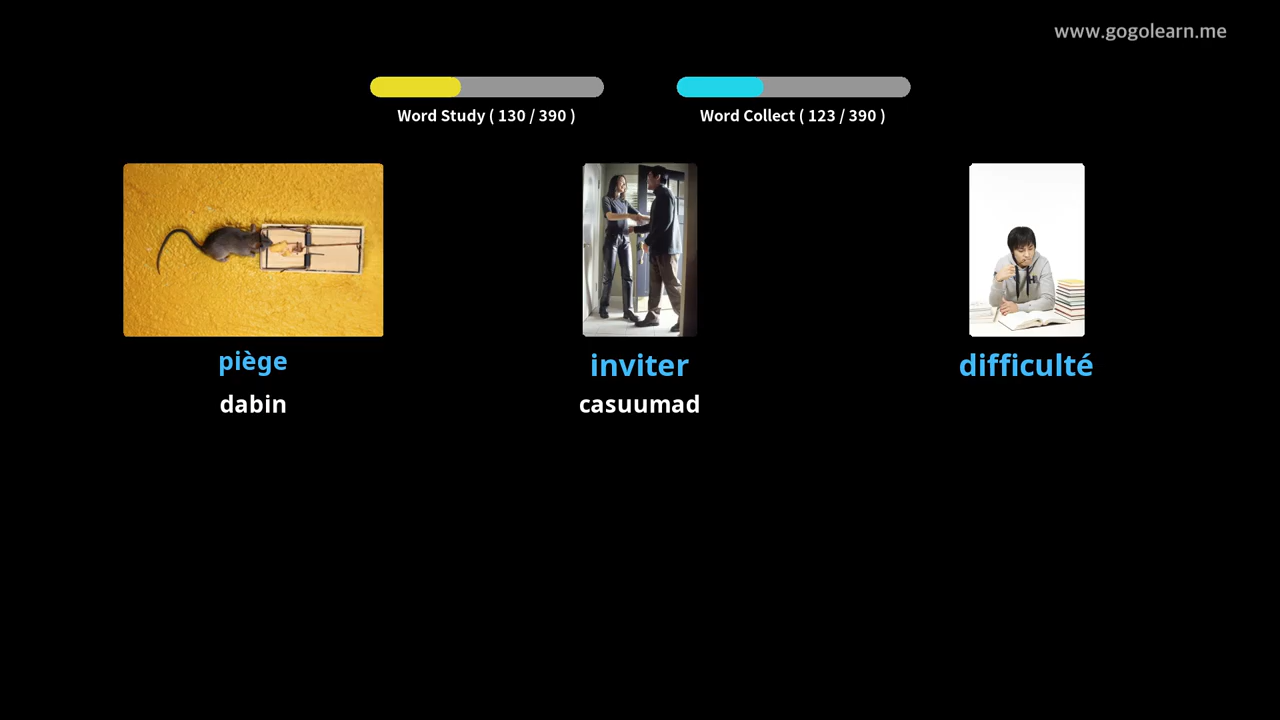 www.gogolearn.me
Word Study ( 130 / 390 )
Word Collect ( 123 / 390 )
piège
inviter
difficulté
dabin
casuumad